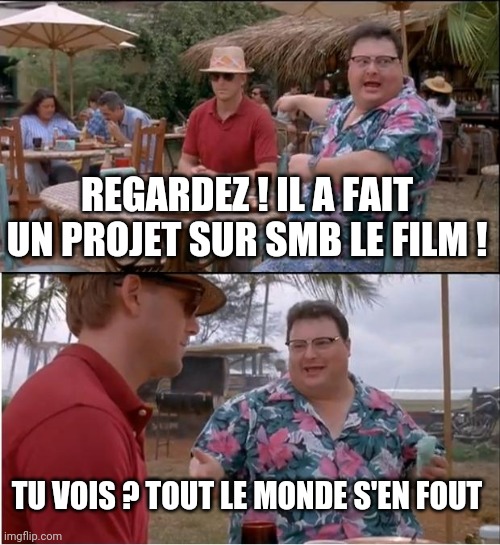 REGARDEZ ! IL A FAIT
UN PROJET SUR SMB LE FILM !
TU VOIS ? TOUT LE MONDE S'EN FOUT
imgflip.com